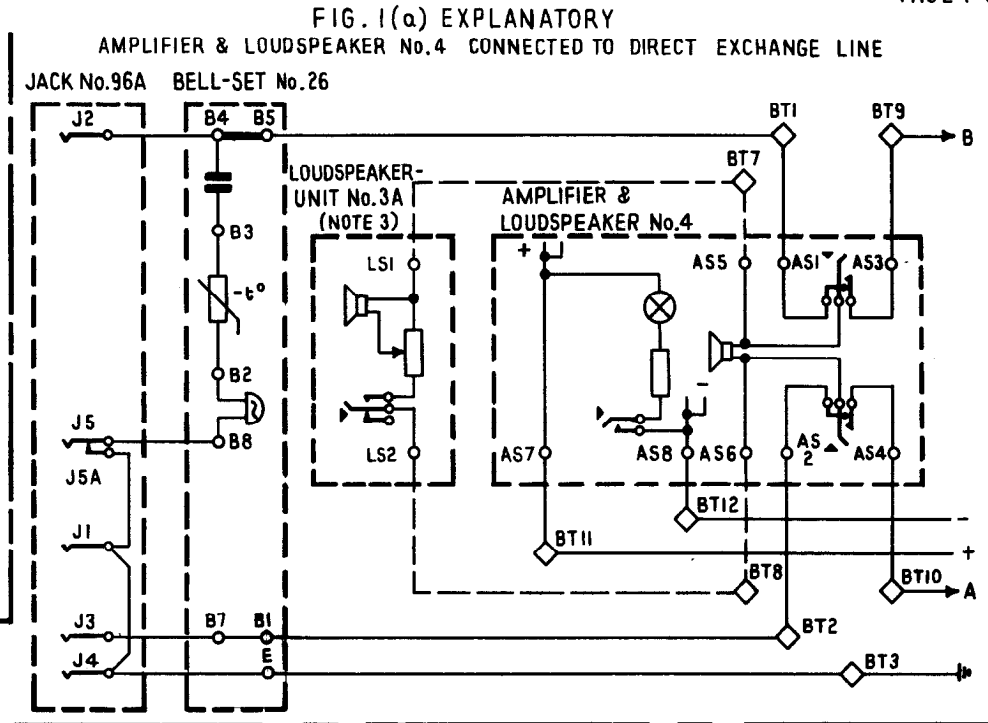 FIG. 1(a) EXPLANATORY
AMPLIFIER & LOUDSPEAKER No.4 CONNECTED TO DIRECT EXCHANGE LINE
JACK No.96A BELL-SET No.26
J2 B4 B5 BT1 BT9 B
BT7
LOUDSPEAKER-
UNIT No.3A
(NOTE 3)
AMPLIFIER &
LOUDSPEAKER No.4
B3
LS1 + AS5 AS1 AS3
-t°
B2
J5 B8
LS2 AS7 AS8 AS6 AS
2 AS4
-
J5A
BT12 -
J1
BT11 +
BT8 BT10 A
J3 B7 B1 BT2
J4 E BT3